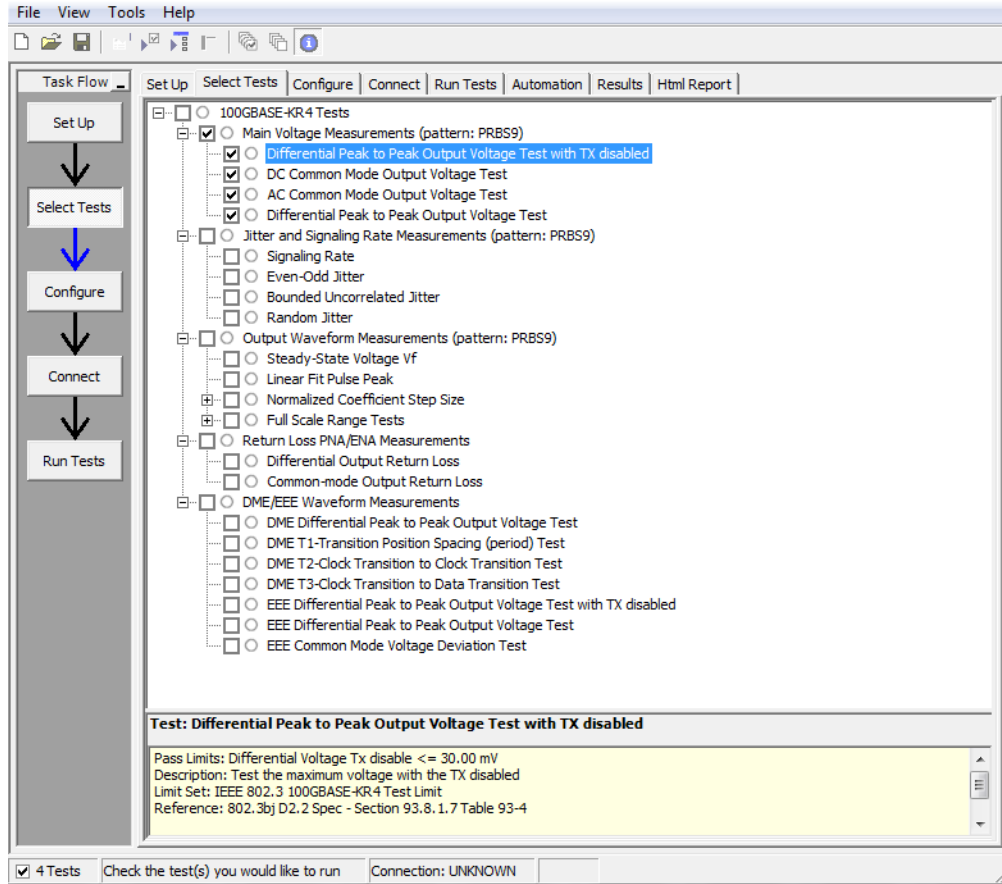 File View Tools Help
Task Flow
Set Up
Select Tests
Configure
Connect
Run Tests
Set Up Select Tests Configure Connect Run Tests Automation Results Html Report
100GBASE-KR4 Tests
Main Voltage Measurements (pattern: PRBS9)
Differential Peak to Peak Output Voltage Test with TX disabled
DC Common Mode Output Voltage Test
AC Common Mode Output Voltage Test
Differential Peak to Peak Output Voltage Test
Jitter and Signaling Rate Measurements (pattern: PRBS9)
Signaling Rate
Even-Odd Jitter
Bounded Uncorrelated Jitter
Random Jitter
Output Waveform Measurements (pattern: PRBS9)
Steady-State Voltage Vf
Linear Fit Pulse Peak
Normalized Coefficient Step Size
Full Scale Range Tests
Return Loss PNA/ENA Measurements
Differential Output Return Loss
Common-mode Output Return Loss
DME/EEE Waveform Measurements
DME Differential Peak to Peak Output Voltage Test
DME T1-Transition Position Spacing (period) Test
DME T2-Clock Transition to Clock Transition Test
DME T3-Clock Transition to Data Transition Test
EEE Differential Peak to Peak Output Voltage Test with TX disabled
EEE Differential Peak to Peak Output Voltage Test
EEE Common Mode Voltage Deviation Test
Test: Differential Peak to Peak Output Voltage Test with TX disabled
Pass Limits: Differential Voltage Tx disable <= 30.00 mV
Description: Test the maximum voltage with the TX disabled
Limit Set: IEEE 802.3 100GBASE-KR4 Test Limit
Reference: 802.3bj D2.2 Spec - Section 93.8.1.7 Table 93-4
4 Tests Check the test(s) you would like to run Connection: UNKNOWN